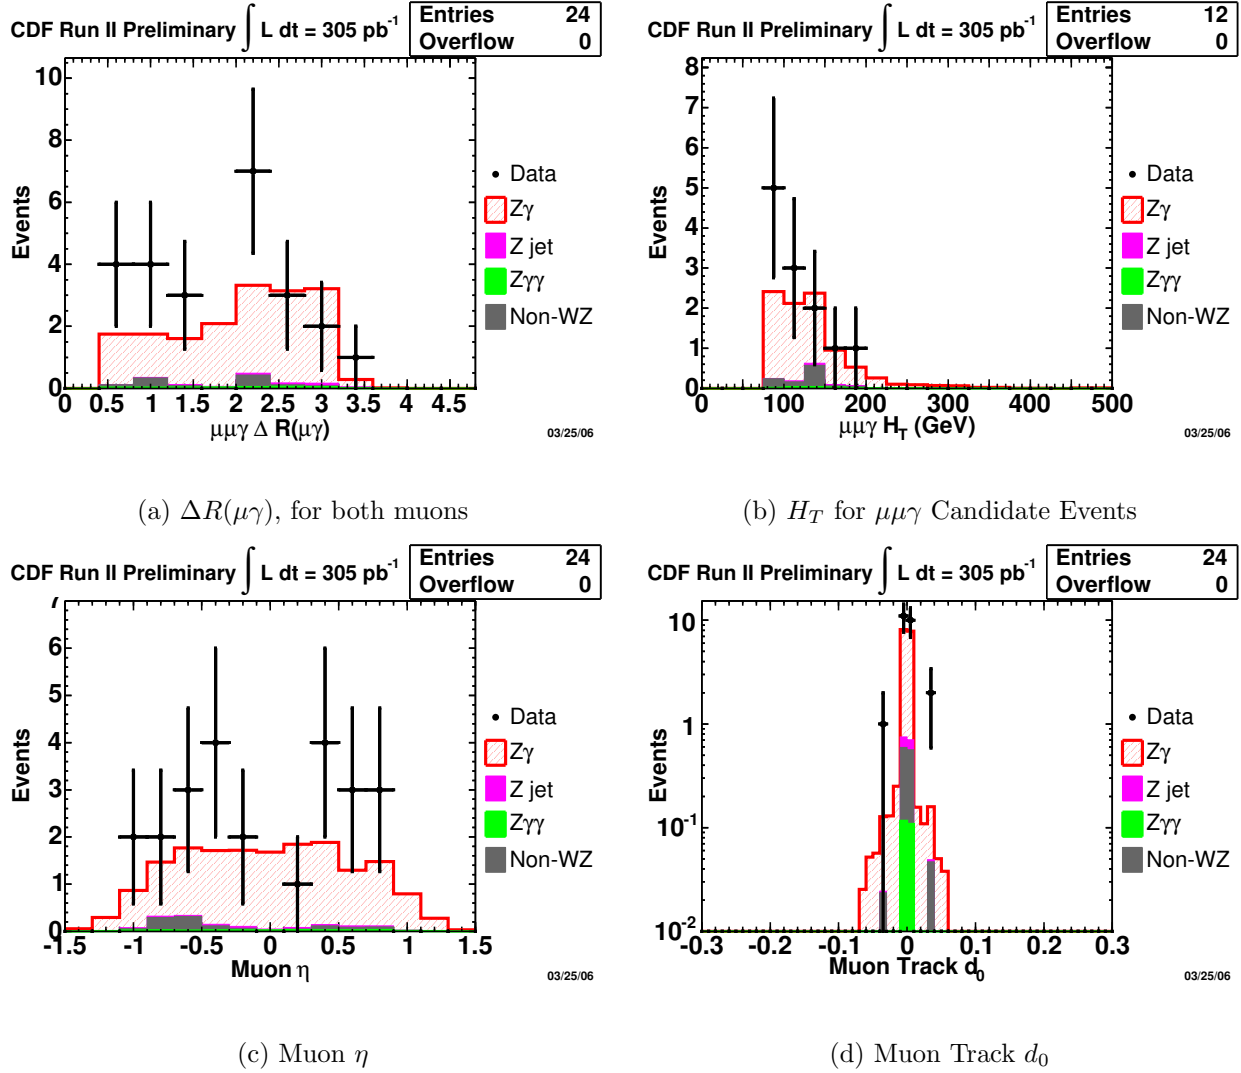 CDF Run II Preliminary ∫ L dt = 305 pb⁻¹
Entries 24
Overflow 0
10
8
6
4
2
0
Events
0 0.5 1 1.5 2 2.5 3 3.5 4 4.5
μμγ Δ R(μγ)
03/25/06
Data
Zγ
Z jet
Zγγ
Non-WZ
(a) ΔR(μγ), for both muons
CDF Run II Preliminary ∫ L dt = 305 pb⁻¹
Entries 12
Overflow 0
8
7
6
5
4
3
2
1
0
Events
0 100 200 300 400 500
μμγ H_T (GeV)
03/25/06
Data
Zγ
Z jet
Zγγ
Non-WZ
(b) H_T for μμγ Candidate Events
CDF Run II Preliminary ∫ L dt = 305 pb⁻¹
Entries 24
Overflow 0
7
6
5
4
3
2
1
0
Events
-1.5 -1 -0.5 0 0.5 1 1.5
Muon η
03/25/06
Data
Zγ
Z jet
Zγγ
Non-WZ
(c) Muon η
CDF Run II Preliminary ∫ L dt = 305 pb⁻¹
Entries 24
Overflow 0
10
1
10⁻¹
10⁻²
Events
-0.3 -0.2 -0.1 0 0.1 0.2 0.3
Muon Track d₀
03/25/06
Data
Zγ
Z jet
Zγγ
Non-WZ
(d) Muon Track d₀